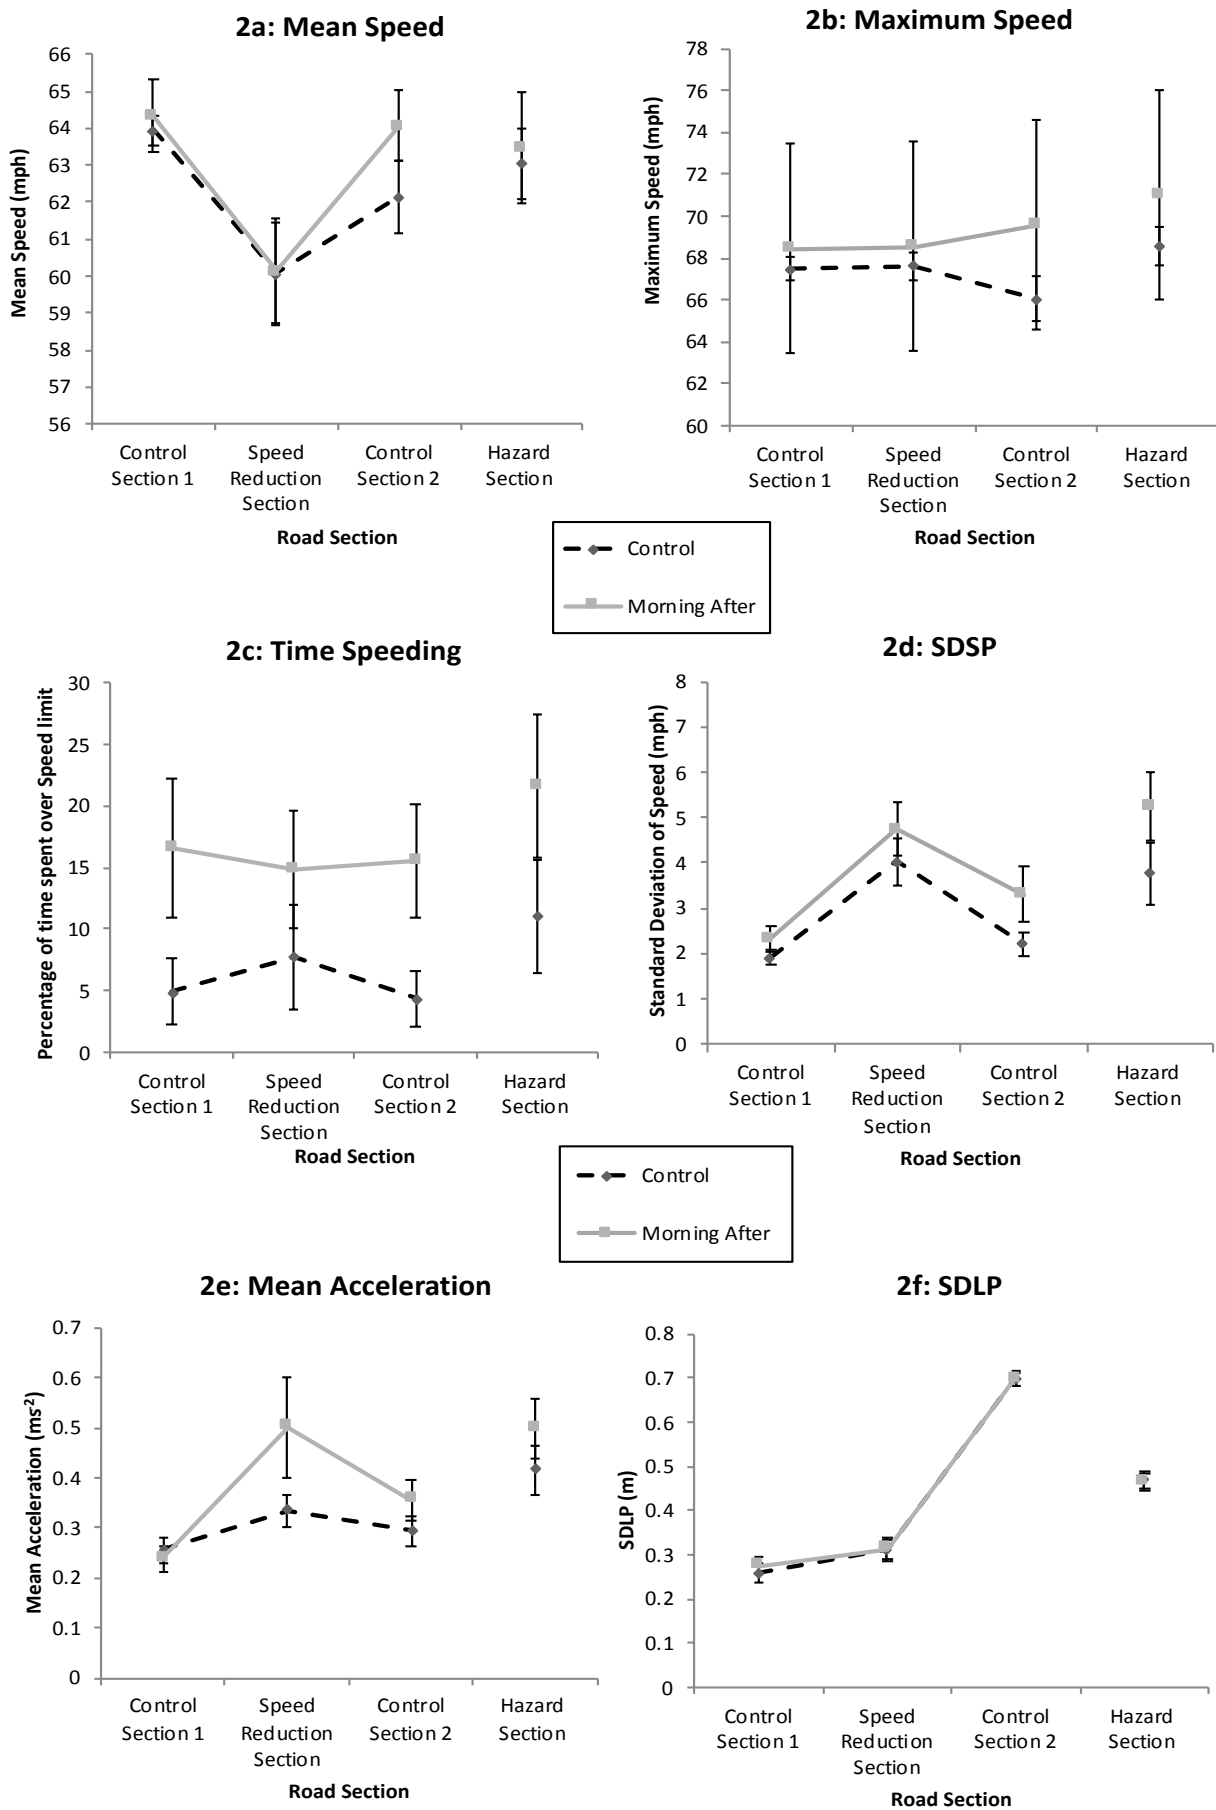 2a: Mean Speed
Mean Speed (mph)
66
65
64
63
62
61
60
59
58
57
56
Control
Section 1
Speed
Reduction
Section
Control
Section 2
Hazard
Section
Road Section
2b: Maximum Speed
Maximum Speed (mph)
78
76
74
72
70
68
66
64
62
60
Control
Section 1
Speed
Reduction
Section
Control
Section 2
Hazard
Section
Road Section
Control
Morning After
2c: Time Speeding
Percentage of time spent over Speed limit
30
25
20
15
10
5
0
Control
Section 1
Speed
Reduction
Section
Control
Section 2
Hazard
Section
Road Section
2d: SDSP
Standard Deviation of Speed (mph)
8
7
6
5
4
3
2
1
0
Control
Section 1
Speed
Reduction
Section
Control
Section 2
Hazard
Section
Road Section
Control
Morning After
2e: Mean Acceleration
Mean Acceleration (ms-2)
0.7
0.6
0.5
0.4
0.3
0.2
0.1
0
Control
Section 1
Speed
Reduction
Section
Control
Section 2
Hazard
Section
Road Section
2f: SDLP
SDLP (m)
0.8
0.7
0.6
0.5
0.4
0.3
0.2
0.1
0
Control
Section 1
Speed
Reduction
Section
Control
Section 2
Hazard
Section
Road Section